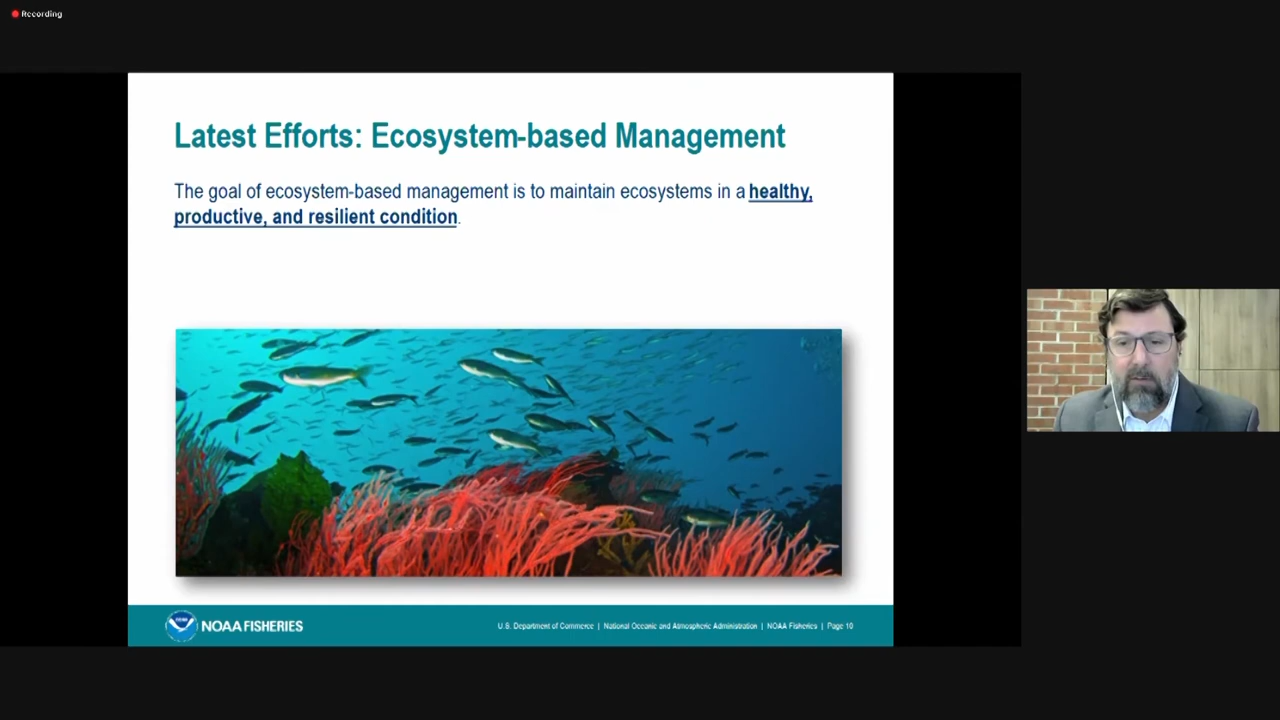 Recording
Latest Efforts: Ecosystem-based Management
The goal of ecosystem-based management is to maintain ecosystems in a healthy,
productive, and resilient condition.
NOAA FISHERIES
U.S. Department of Commerce | National Oceanic and Atmospheric Administration | NOAA Fisheries | Page 10